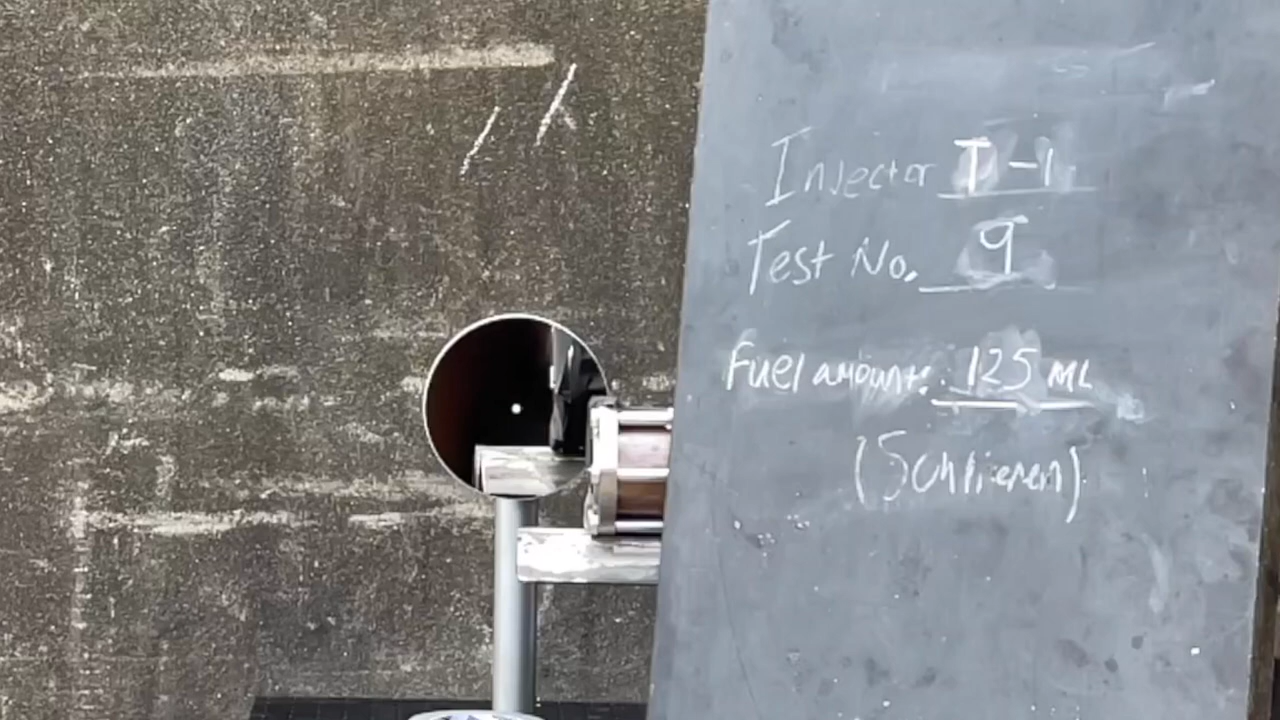 Injector T-1
Test No. 9
Fuel amount: 125 ML
(Schlieren)